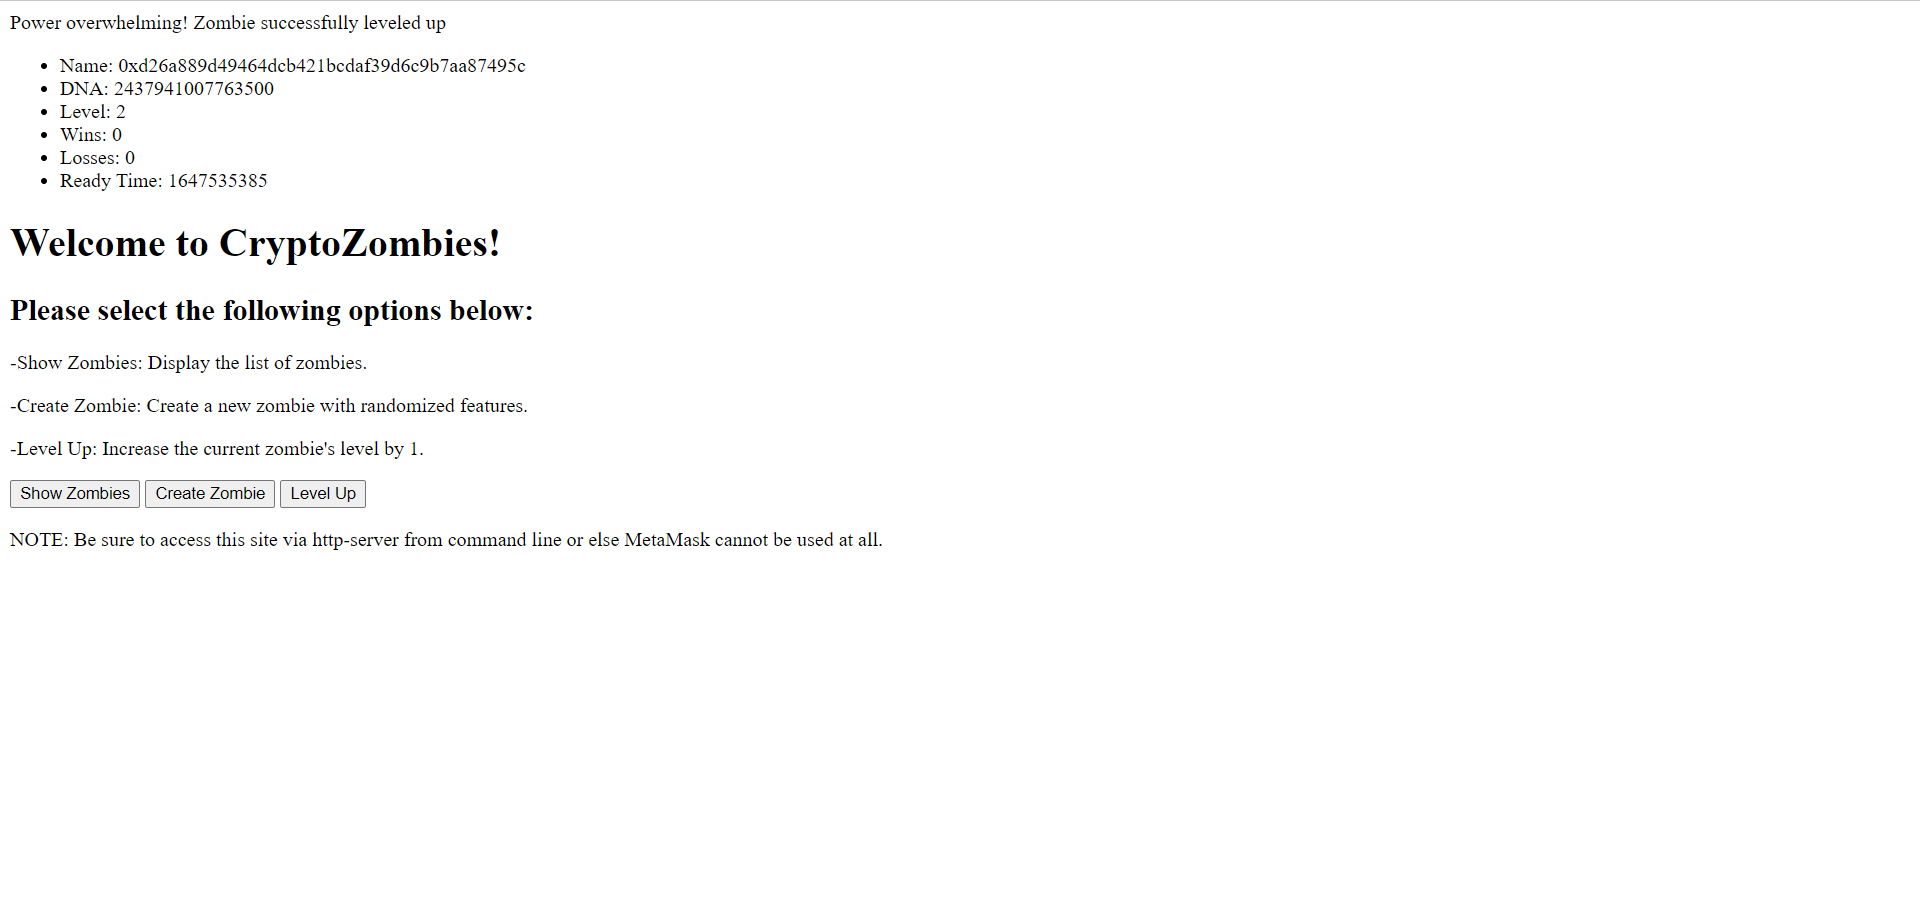 Power overwhelming! Zombie successfully leveled up
Name: 0xd26a889d49464dcb421bcdaf39d6c9b7aa87495c
DNA: 2437941007763500
Level: 2
Wins: 0
Losses: 0
Ready Time: 1647535385
Welcome to CryptoZombies!
Please select the following options below:
-Show Zombies: Display the list of zombies.
-Create Zombie: Create a new zombie with randomized features.
-Level Up: Increase the current zombie's level by 1.
Show Zombies Create Zombie Level Up
NOTE: Be sure to access this site via http-server from command line or else MetaMask cannot be used at all.